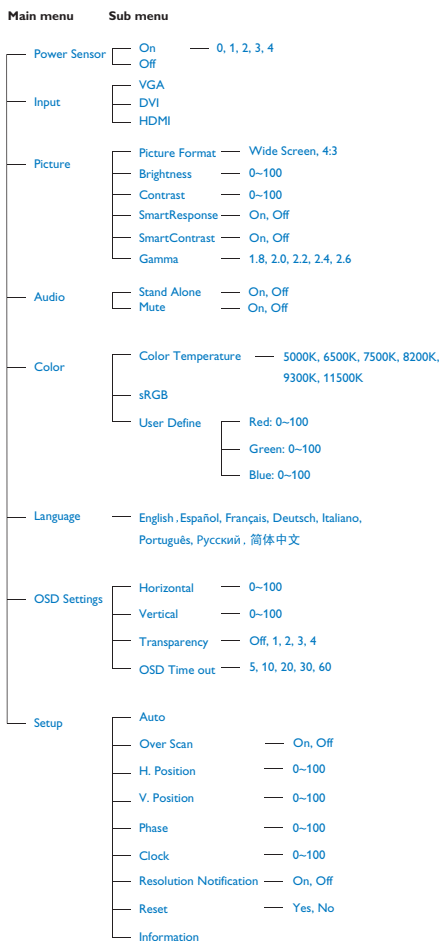 Main menu Sub menu
Power Sensor On 0, 1, 2, 3, 4
Off
Input VGA
DVI
HDMI
Picture Picture Format Wide Screen, 4:3
Brightness 0~100
Contrast 0~100
SmartResponse On, Off
SmartContrast On, Off
Gamma 1.8, 2.0, 2.2, 2.4, 2.6
Audio Stand Alone On, Off
Mute On, Off
Color Color Temperature 5000K, 6500K, 7500K, 8200K,
9300K, 11500K
sRGB
User Define Red: 0~100
Green: 0~100
Blue: 0~100
Language English, Español, Français, Deutsch, Italiano,
Português, Русский, 简体中文
OSD Settings Horizontal 0~100
Vertical 0~100
Transparency Off, 1, 2, 3, 4
OSD Time out 5, 10, 20, 30, 60
Setup Auto
Over Scan On, Off
H. Position 0~100
V. Position 0~100
Phase 0~100
Clock 0~100
Resolution Notification On, Off
Reset Yes, No
Information